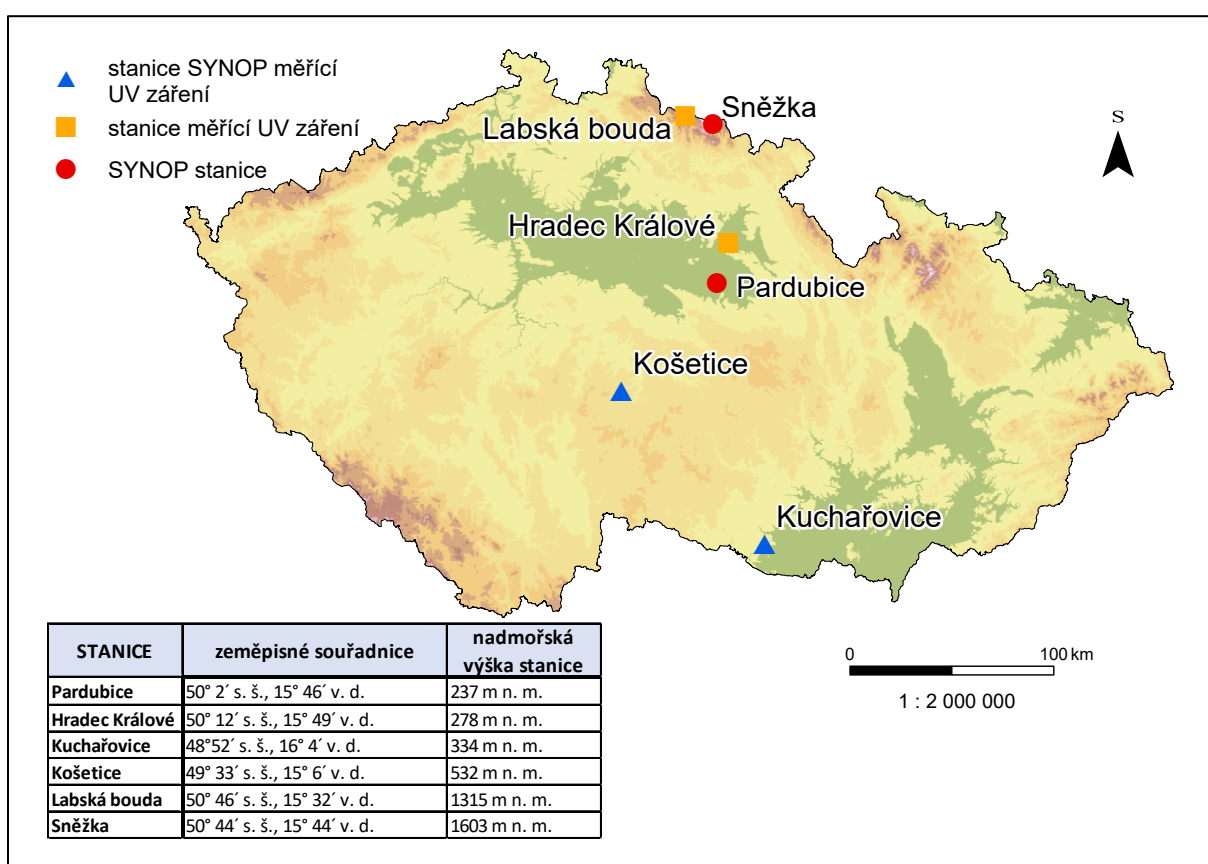 stanice SYNOP měřící
UV záření
stanice měřící UV záření
SYNOP stanice
Sněžka
Labská bouda
S
Hradec Králové
Pardubice
Košetice
Kuchařovice
0 100 km
1 : 2 000 000
STANICE zeměpisné souřadnice nadmořská výška stanice
Pardubice 50° 2´ s. š., 15° 46´ v. d. 237 m n. m.
Hradec Králové 50° 12´ s. š., 15° 49´ v. d. 278 m n. m.
Kuchařovice 48°52´ s. š., 16° 4´ v. d. 334 m n. m.
Košetice 49° 33´ s. š., 15° 6´ v. d. 532 m n. m.
Labská bouda 50° 46´ s. š., 15° 32´ v. d. 1315 m n. m.
Sněžka 50° 44´ s. š., 15° 44´ v. d. 1603 m n. m.